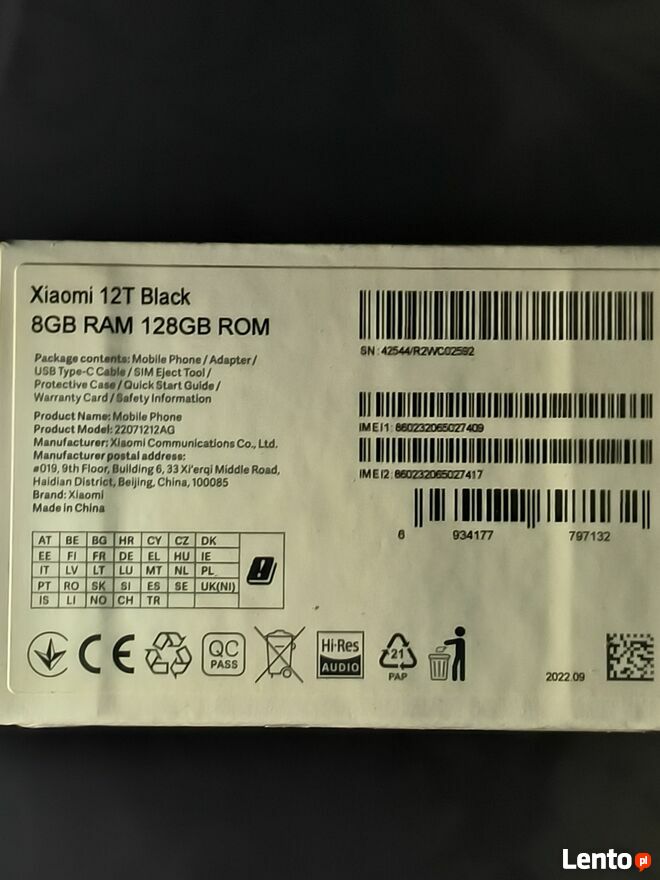 Xiaomi 12T Black
8GB RAM 128GB ROM
Package contents: Mobile Phone / Adapter /
USB Type-C Cable / SIM Eject Tool /
Protective Case / Quick Start Guide /
Warranty Card / Safety Information
Product Name: Mobile Phone
Product Model: 22071212AG
Manufacturer: Xiaomi Communications Co., Ltd.
Manufacturer postal address:
#019, 9th Floor, Building 6, 33 Xi'erqi Middle Road,
Haidian District, Beijing, China, 100085
Brand: Xiaomi
Made in China
SN: 42544/R2WC02592
IMEI1: 860232065027409
IMEI2: 860232065027417
6 934177 797132
AT BE BG HR CY CZ DK
EE FI FR DE EL HU IE
IT LV LT LU MT NL PL
PT RO SK SI ES SE UK(NI)
IS LI NO CH TR
CE
QC
PASS
Hi-Res
AUDIO
21
PAP
2022.09
Lento pl